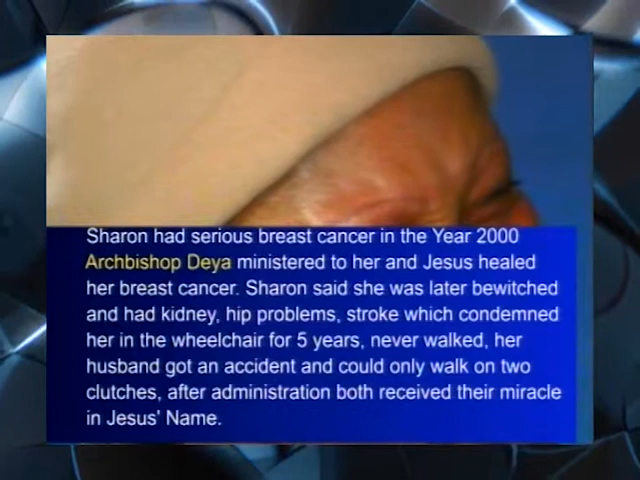 Sharon had serious breast cancer in the Year 2000
Archbishop Deya ministered to her and Jesus healed
her breast cancer. Sharon said she was later bewitched
and had kidney, hip problems, stroke which condemned
her in the wheelchair for 5 years, never walked, her
husband got an accident and could only walk on two
clutches, after administration both received their miracle
in Jesus' Name.